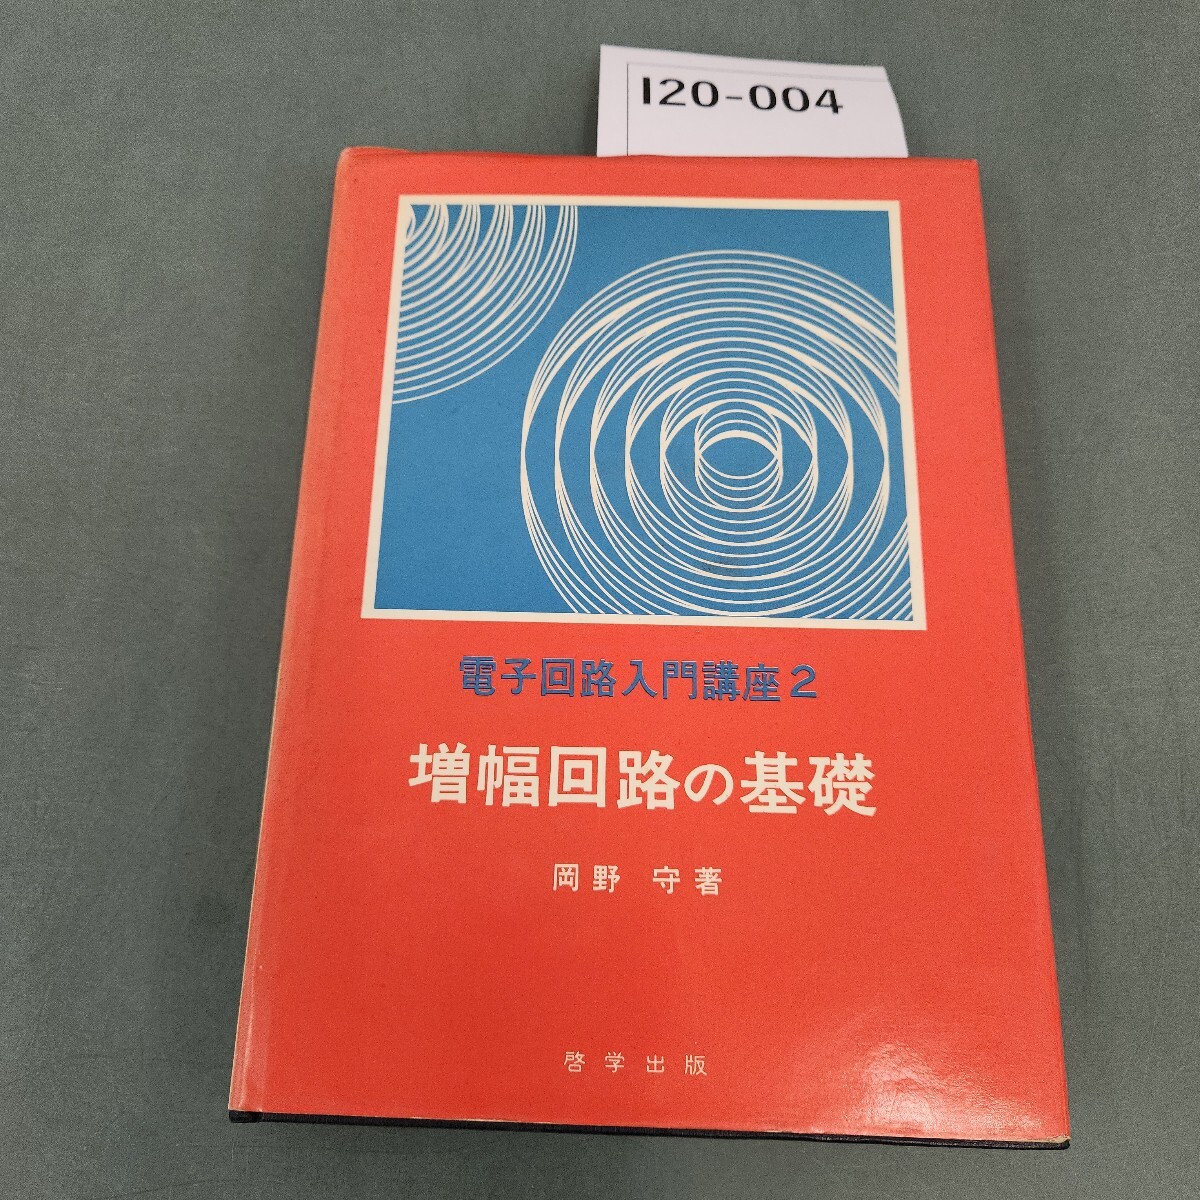 I20-004
電子回路入門講座2
増幅回路の基礎
岡野 守著
啓学出版